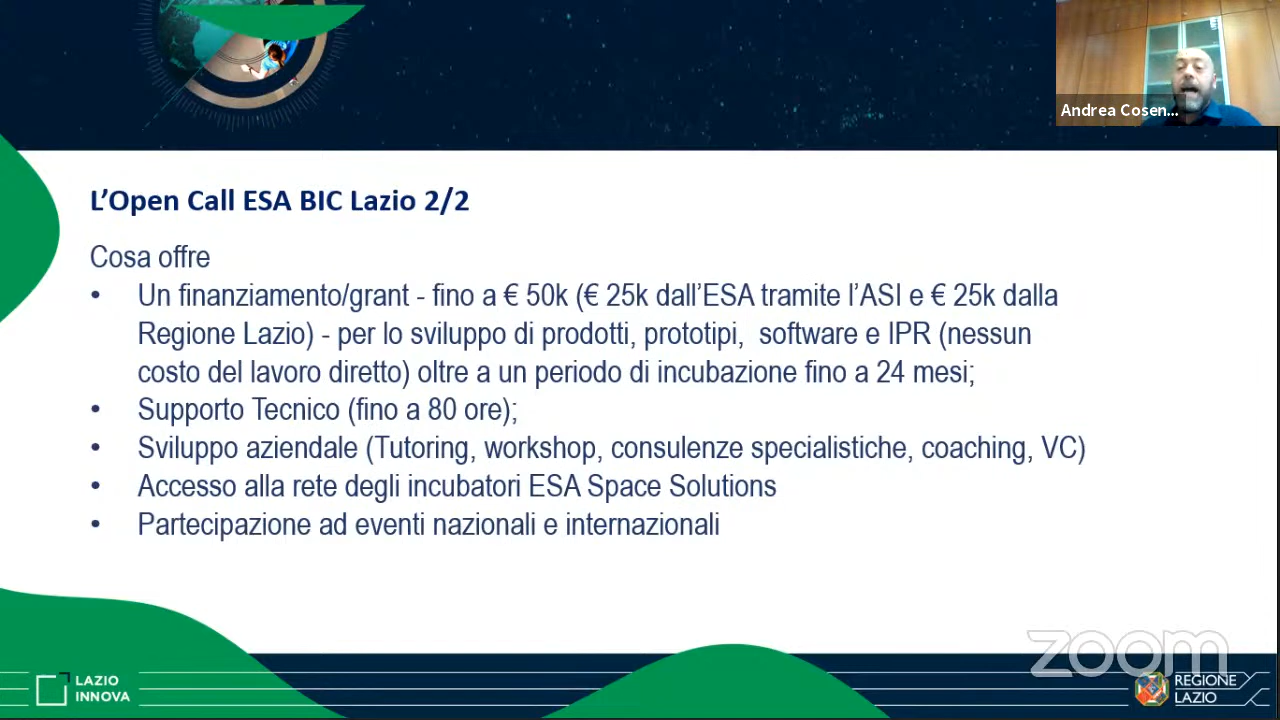 Andrea Cosen...
L’Open Call ESA BIC Lazio 2/2
Cosa offre
• Un finanziamento/grant - fino a € 50k (€ 25k dall’ESA tramite l’ASI e € 25k dalla
Regione Lazio) - per lo sviluppo di prodotti, prototipi,  software e IPR (nessun
costo del lavoro diretto) oltre a un periodo di incubazione fino a 24 mesi;
• Supporto Tecnico (fino a 80 ore);
• Sviluppo aziendale (Tutoring, workshop, consulenze specialistiche, coaching, VC)
• Accesso alla rete degli incubatori ESA Space Solutions
• Partecipazione ad eventi nazionali e internazionali
zoom
LAZIO
INNOVA
REGIONE
LAZIO